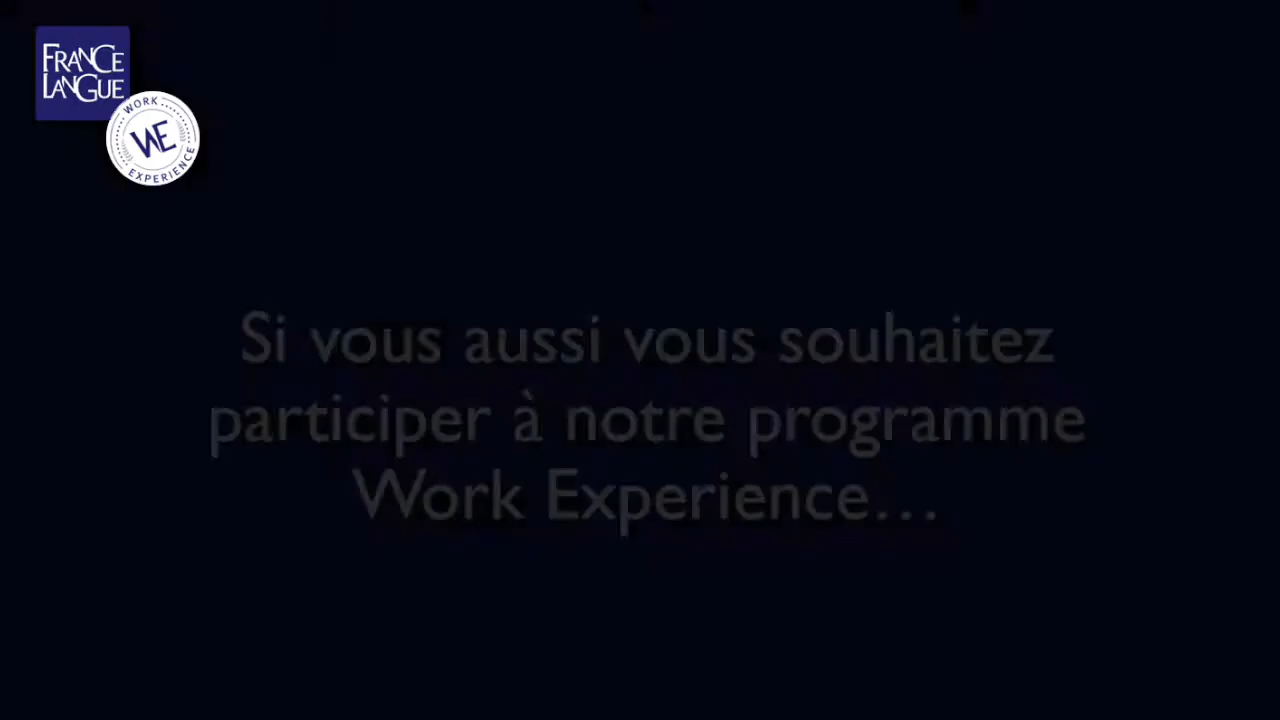 FRANCE
LANGUE
WORK
WE
EXPERIENCE
Si vous aussi vous souhaitez
participer à notre programme
Work Experience…